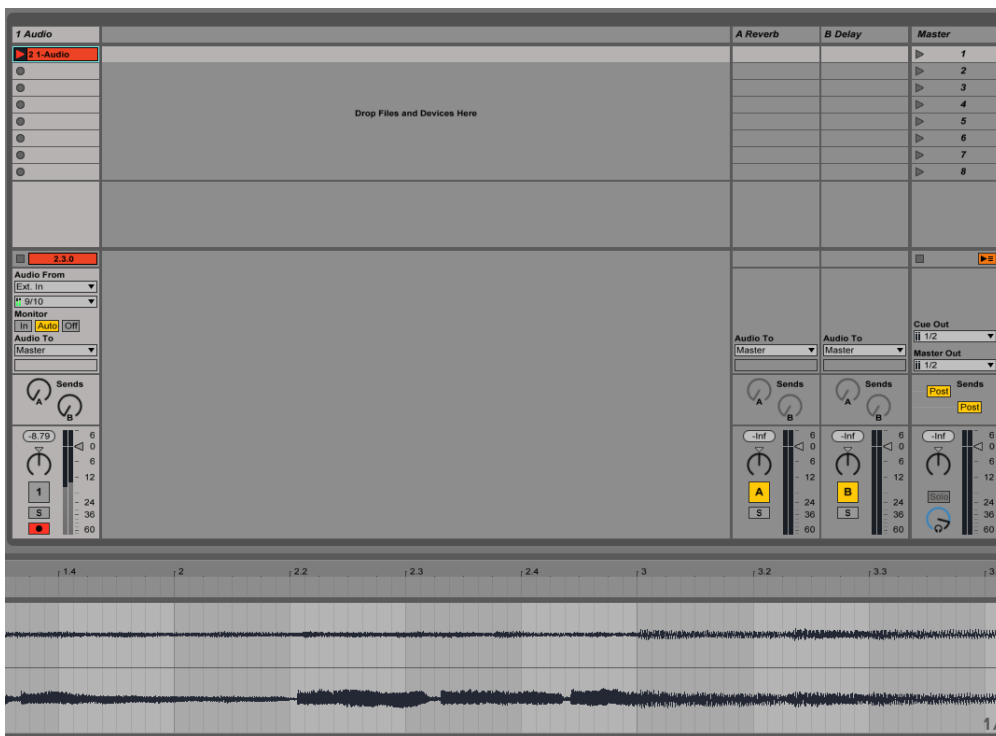 1 Audio A Reverb B Delay Master
2 1-Audio 1
2
3
Drop Files and Devices Here 4
5
6
7
8
2.3.0
Audio From
Ext. In
9/10
Monitor
In Auto Off
Audio To
Master
Audio To
Master
Audio To
Master
Cue Out
1/2
Master Out
1/2
Sends
A
B
Sends
A
B
Sends
A
B
Sends
Post
Post
-8.79
6
0
6
12
24
36
60
1
S
-Inf
6
0
6
12
24
36
60
A
S
-Inf
6
0
6
12
24
36
60
B
S
-Inf
6
0
6
12
24
36
60
Solo
1.4 2 2.2 2.3 2.4 3 3.2 3.3